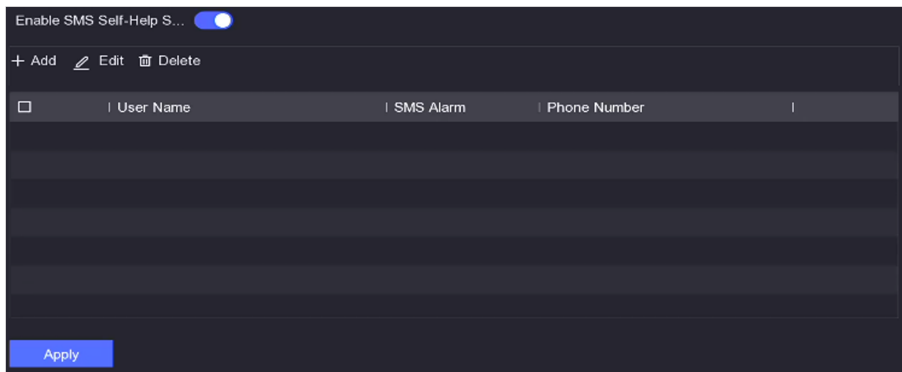 Enable SMS Self-Help S...
Add Edit Delete
User Name SMS Alarm Phone Number
Apply